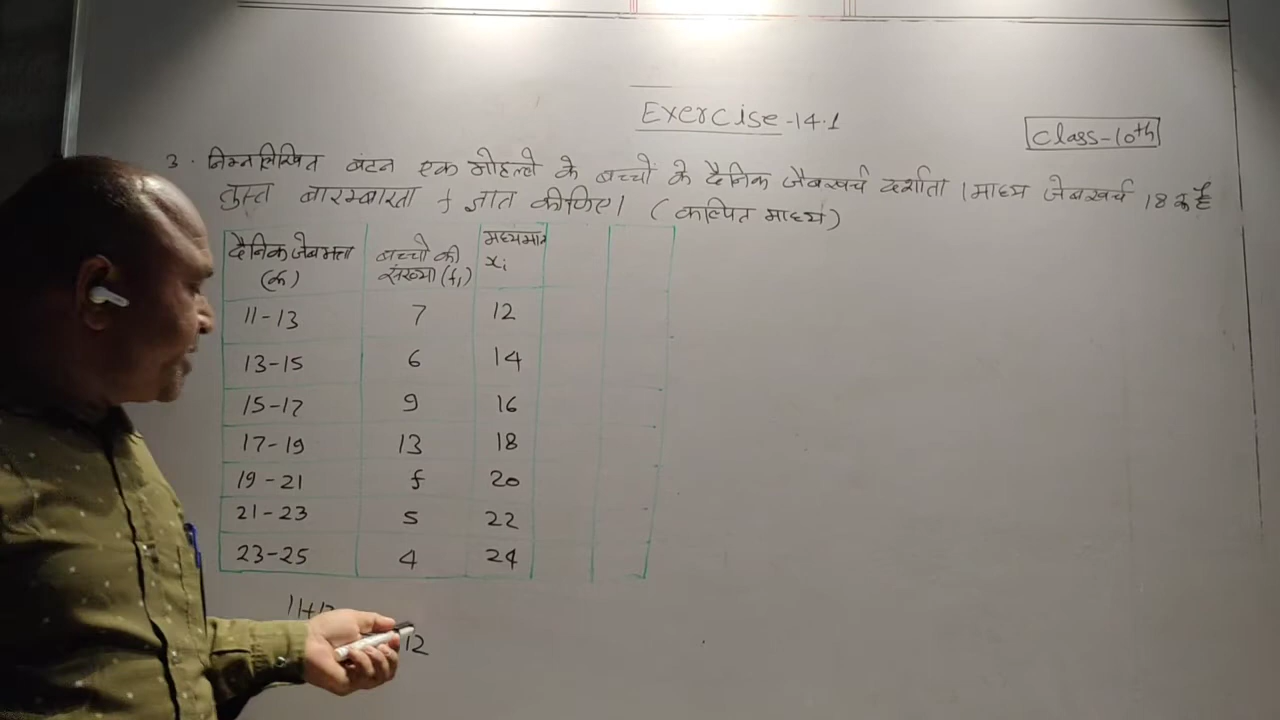 Exercise-14.1
Class-10th
3. निम्नलिखित बंटन एक मोहल्ले के बच्चों के दैनिक जेबखर्च दर्शाता । माध्य जेबखर्च 18 रू है
लुप्त बारम्बारता f ज्ञात कीजिए। (कल्पित माध्य)
दैनिक जेबभत्ता (रू) बच्चो की संख्या (fi) मध्यमान xi
11-13 7 12
13-15 6 14
15-17 9 16
17-19 13 18
19-21 f 20
21-23 5 22
23-25 4 24
11+13
12